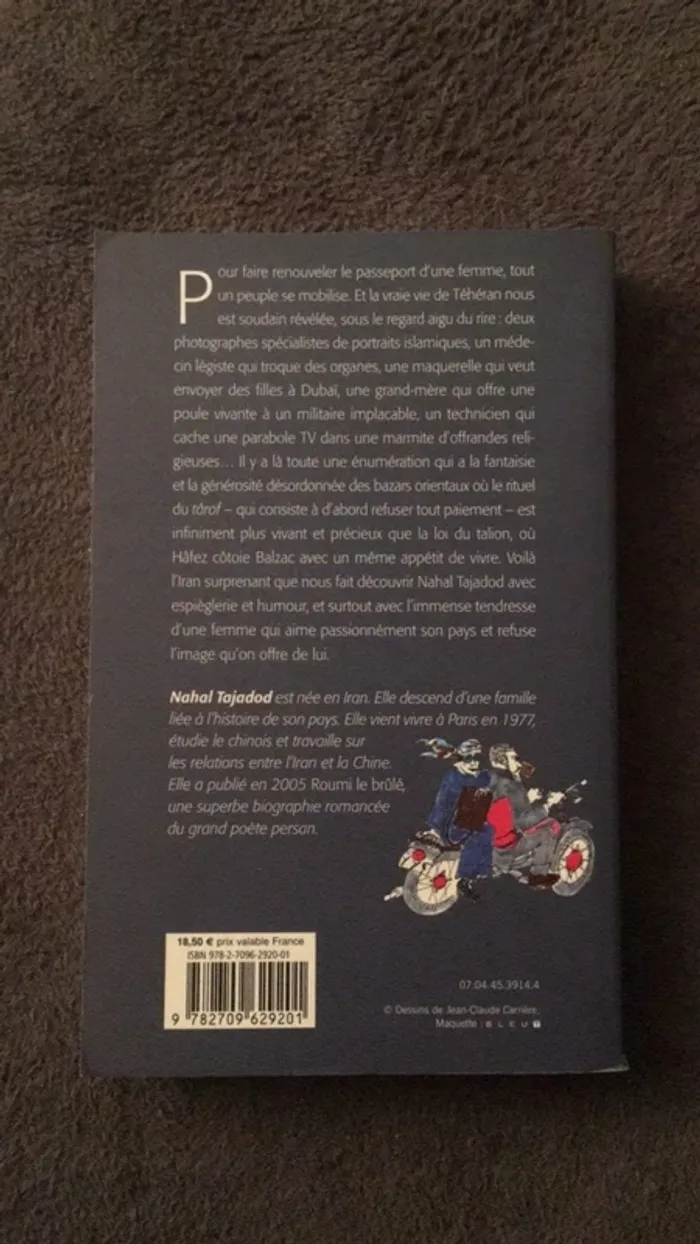 Pour faire renouveler le passeport d'une femme, tout
un peuple se mobilise. Et la vraie vie de Téhéran nous
est soudain révélée, sous le regard aigu du rire : deux
photographes spécialistes de portraits islamiques, un méde-
cin légiste qui troque des organes, une maquerelle qui veut
envoyer des filles à Dubaï, une grand-mère qui offre une
poule vivante à un militaire implacable, un technicien qui
cache une parabole TV dans une marmite d'offrandes reli-
gieuses... Il y a là toute une énumération qui a la fantaisie
et la générosité désordonnée des bazars orientaux où le rituel
du târof – qui consiste à d'abord refuser tout paiement – est
infiniment plus vivant et précieux que la loi du talion, où
Hâfez côtoie Balzac avec un même appétit de vivre. Voilà
l'Iran surprenant que nous fait découvrir Nahal Tajadod avec
espièglerie et humour, et surtout avec l'immense tendresse
d'une femme qui aime passionnément son pays et refuse
l'image qu'on offre de lui.
Nahal Tajadod est née en Iran. Elle descend d'une famille
liée à l'histoire de son pays. Elle vient vivre à Paris en 1977,
étudie le chinois et travaille sur
les relations entre l'Iran et la Chine.
Elle a publié en 2005 Roumi le brûlé,
une superbe biographie romancée
du grand poète persan.
18,50 € prix valable France
ISBN 978-2-7096-2920-01
9 782709 629201
07.04.45.3914.4
© Dessins de Jean-Claude Carrière.
Maquette : BLEUT